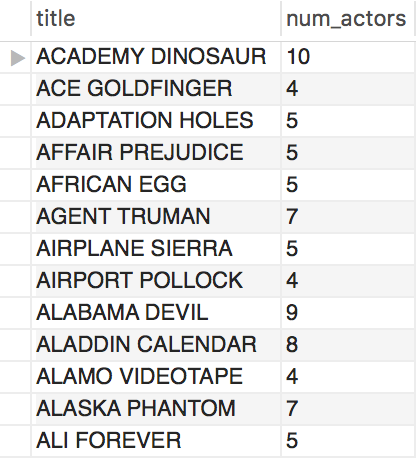 title num_actors
ACADEMY DINOSAUR 10
ACE GOLDFINGER 4
ADAPTATION HOLES 5
AFFAIR PREJUDICE 5
AFRICAN EGG 5
AGENT TRUMAN 7
AIRPLANE SIERRA 5
AIRPORT POLLOCK 4
ALABAMA DEVIL 9
ALADDIN CALENDAR 8
ALAMO VIDEOTAPE 4
ALASKA PHANTOM 7
ALI FOREVER 5